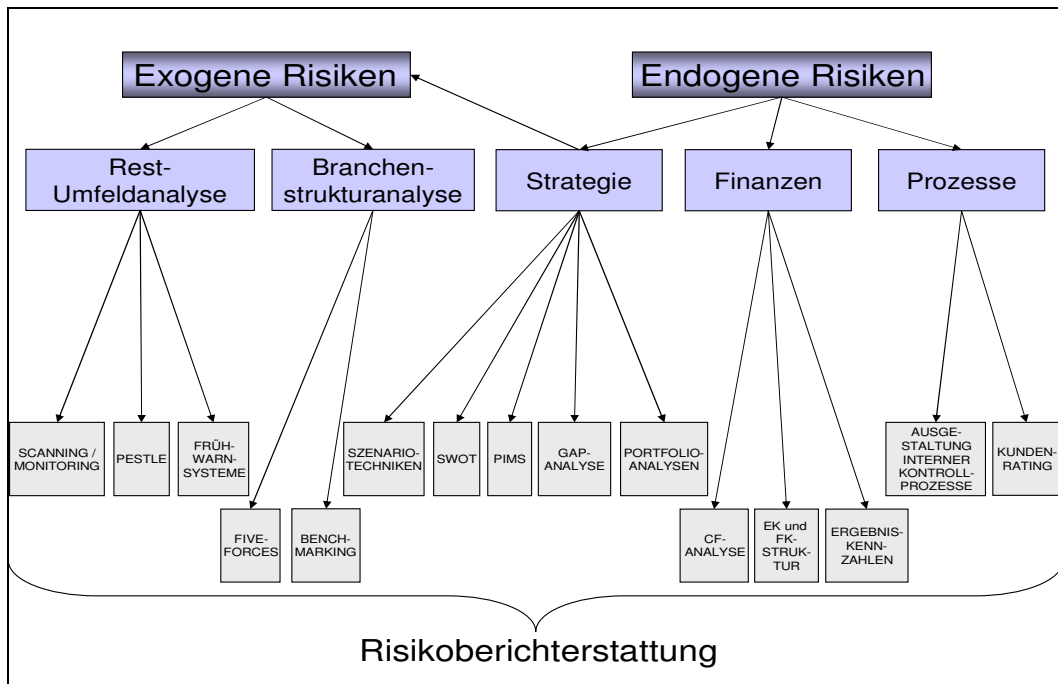 Exogene Risiken
Endogene Risiken
Rest-
Umfeldanalyse
Branchen-
strukturanalyse
Strategie
Finanzen
Prozesse
SCANNING /
MONITORING
PESTLE
FRÜH-
WARN-
SYSTEME
SZENARIO-
TECHNIKEN
SWOT
PIMS
GAP-
ANALYSE
PORTFOLIO-
ANALYSEN
AUSGE-
STALTUNG
INTERNER
KONTROLL-
PROZESSE
KUNDEN-
RATING
FIVE-
FORCES
BENCH-
MARKING
CF-
ANALYSE
EK und
FK-
STRUK-
TUR
ERGEBNIS-
KENN-
ZAHLEN
Risikoberichterstattung